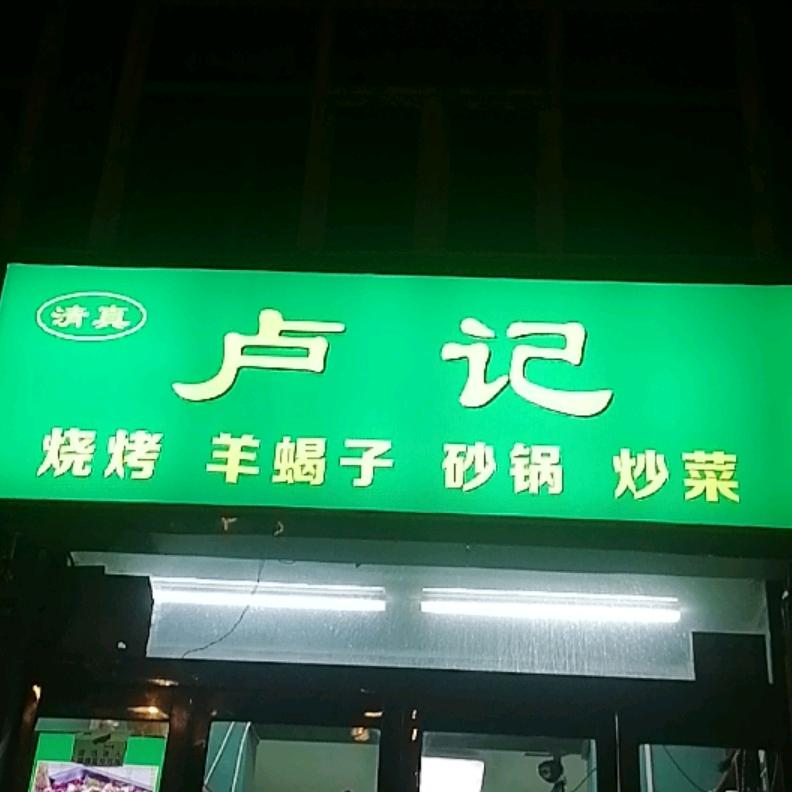 清真
卢记
烧烤 羊蝎子 砂锅 炒菜